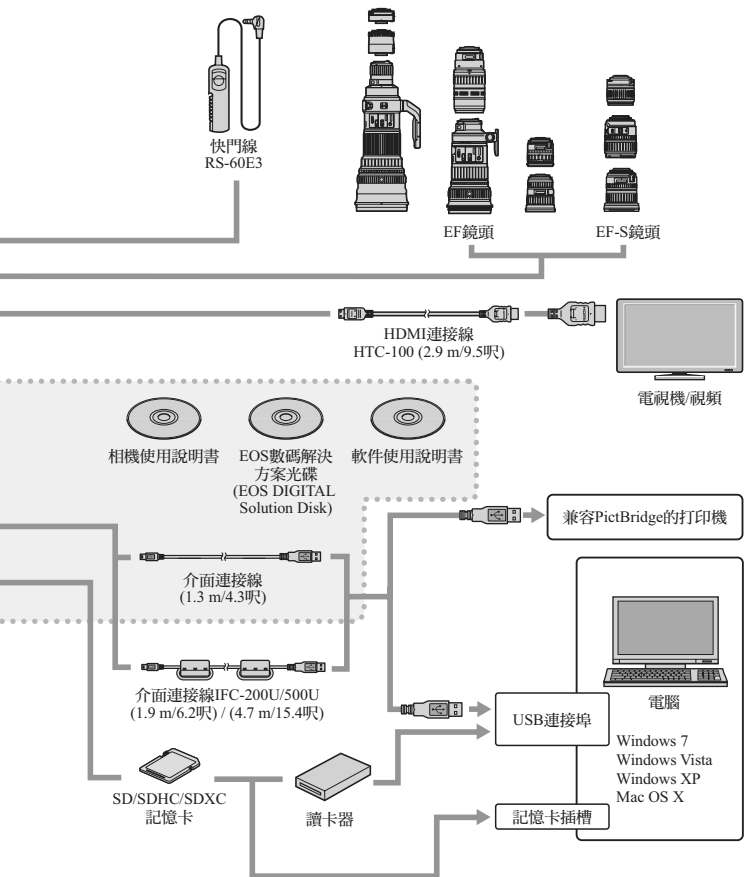 快門線
RS-60E3
EF鏡頭
EF-S鏡頭
HDMI連接線
HTC-100 (2.9 m/9.5呎)
電視機/視頻
相機使用說明書
EOS數碼解決
方案光碟
(EOS DIGITAL
Solution Disk)
軟件使用說明書
兼容PictBridge的打印機
介面連接線
(1.3 m/4.3呎)
介面連接線IFC-200U/500U
(1.9 m/6.2呎) / (4.7 m/15.4呎)
USB連接埠
電腦
Windows 7
Windows Vista
Windows XP
Mac OS X
SD/SDHC/SDXC
記憶卡
讀卡器
記憶卡插槽